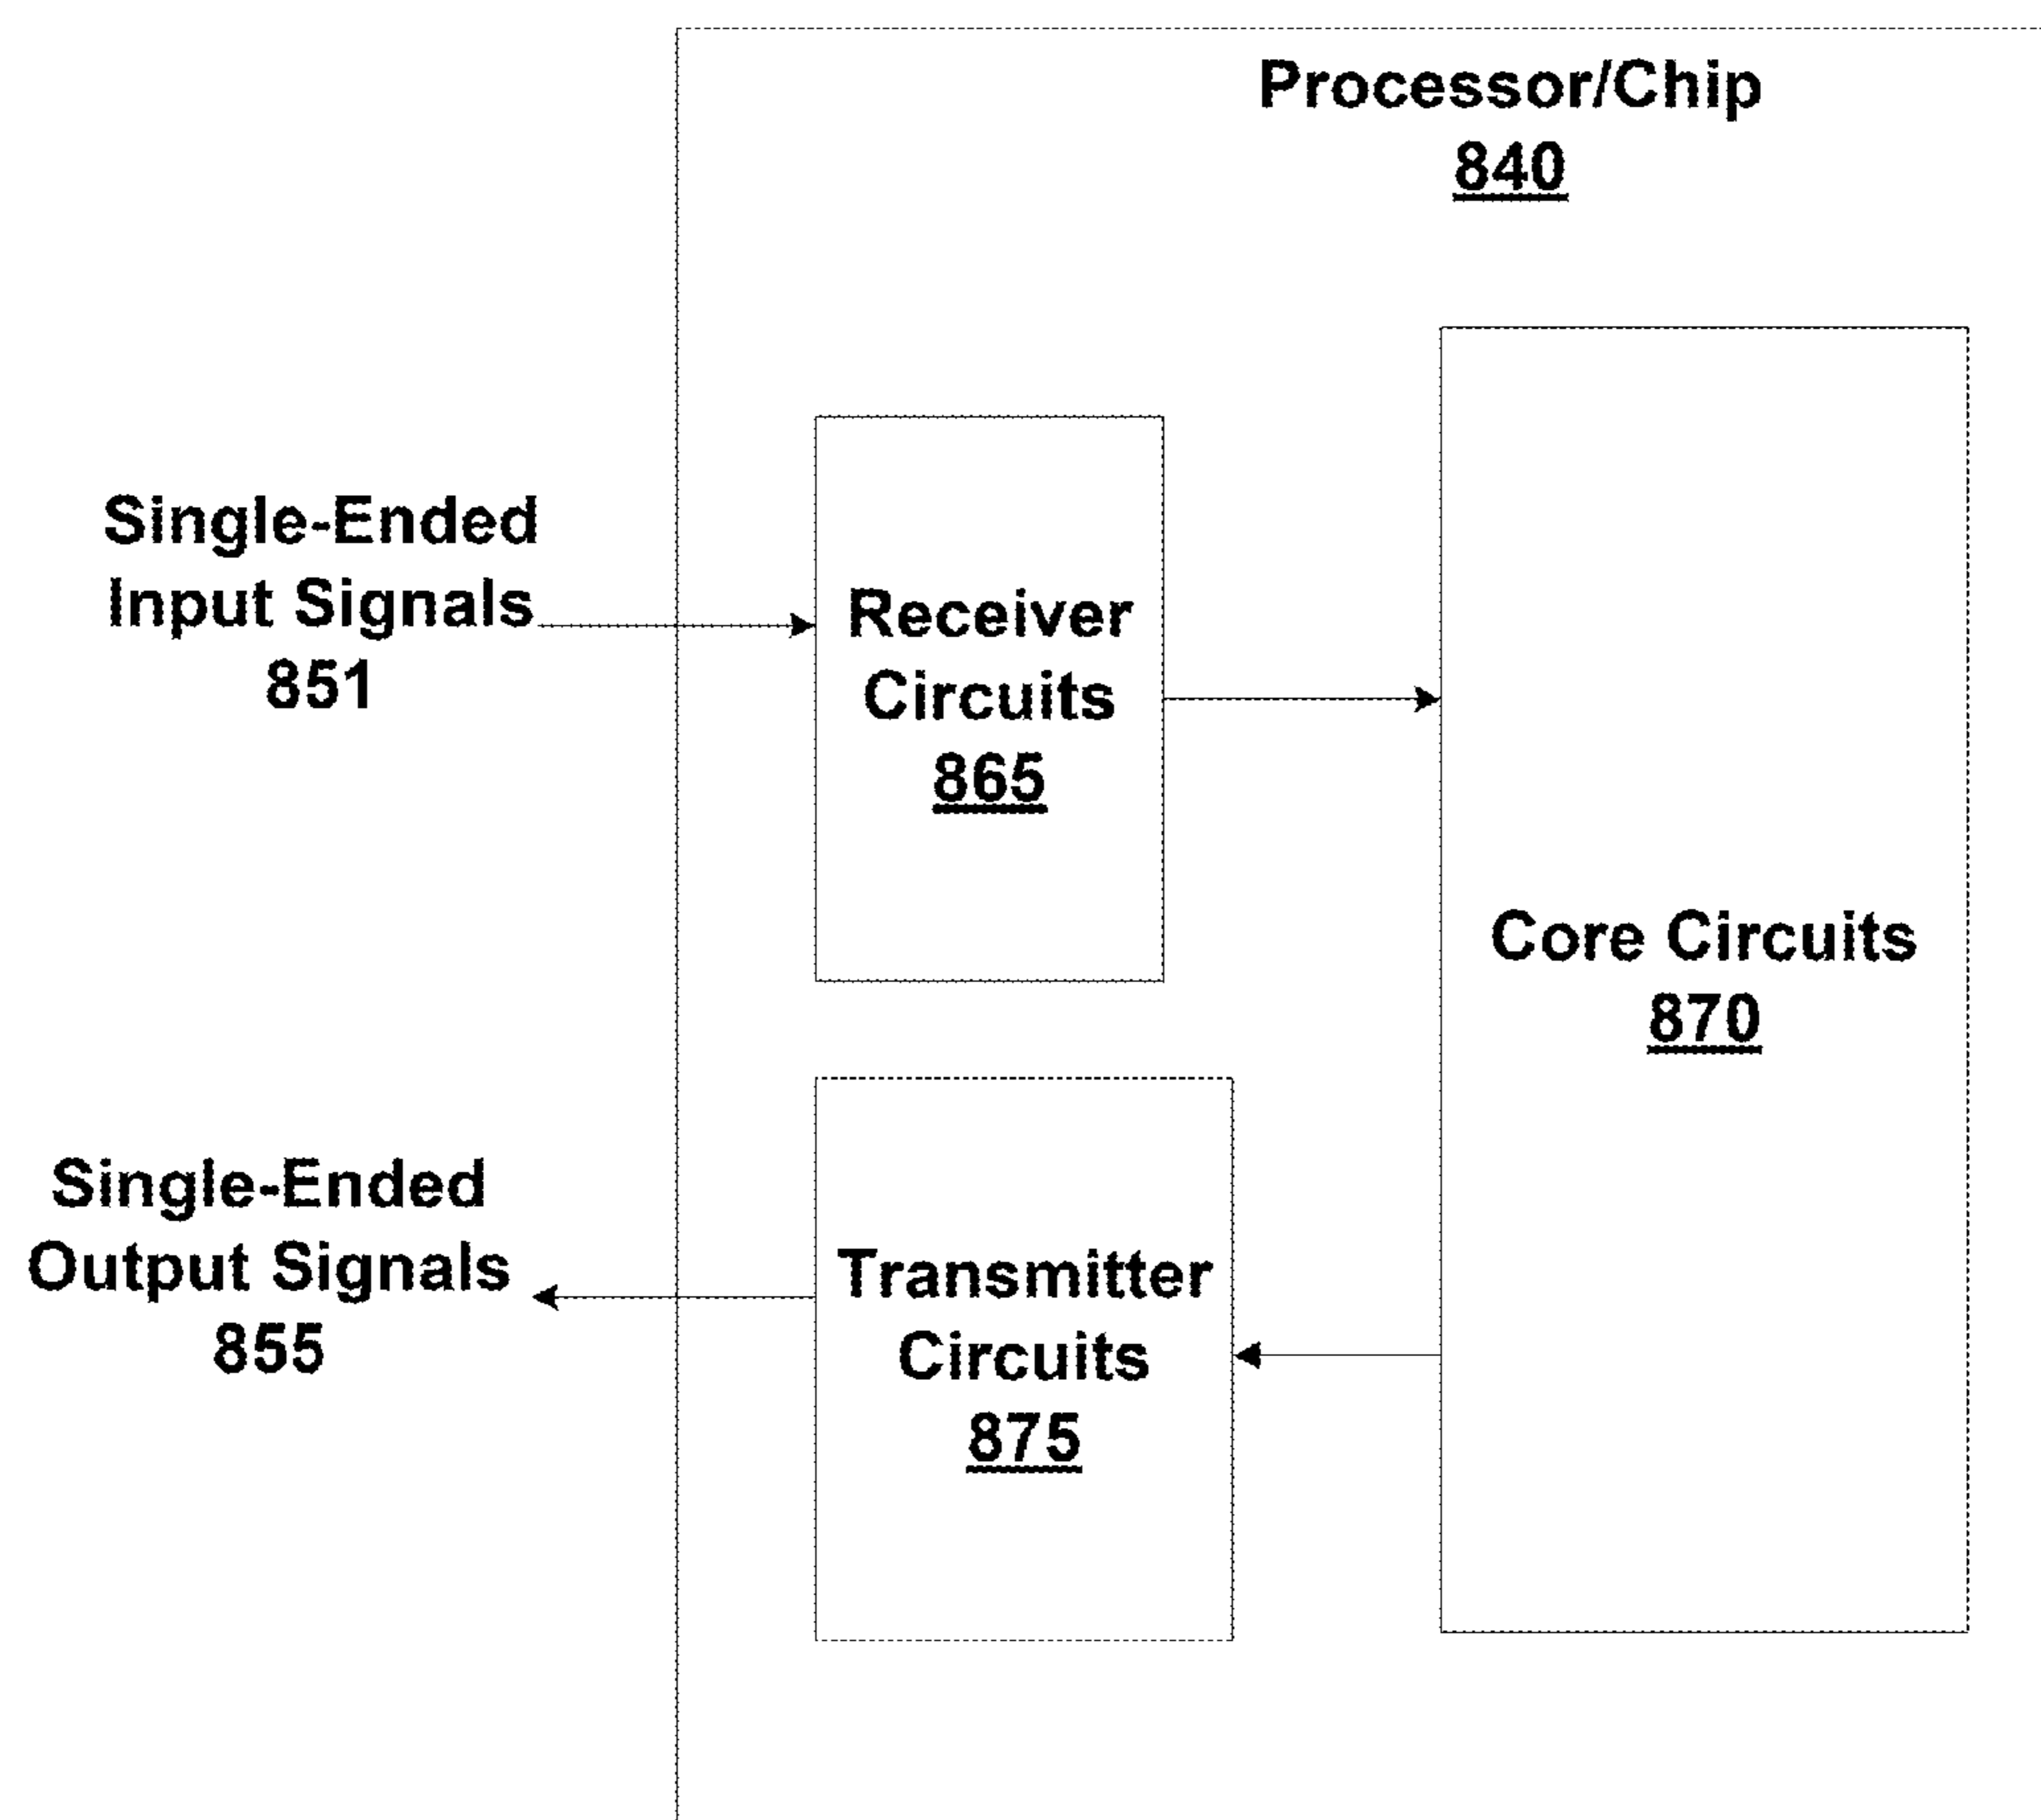 Processor/Chip
840
Single-Ended
Input Signals
851
Receiver
Circuits
865
Core Circuits
870
Single-Ended
Output Signals
855
Transmitter
Circuits
875